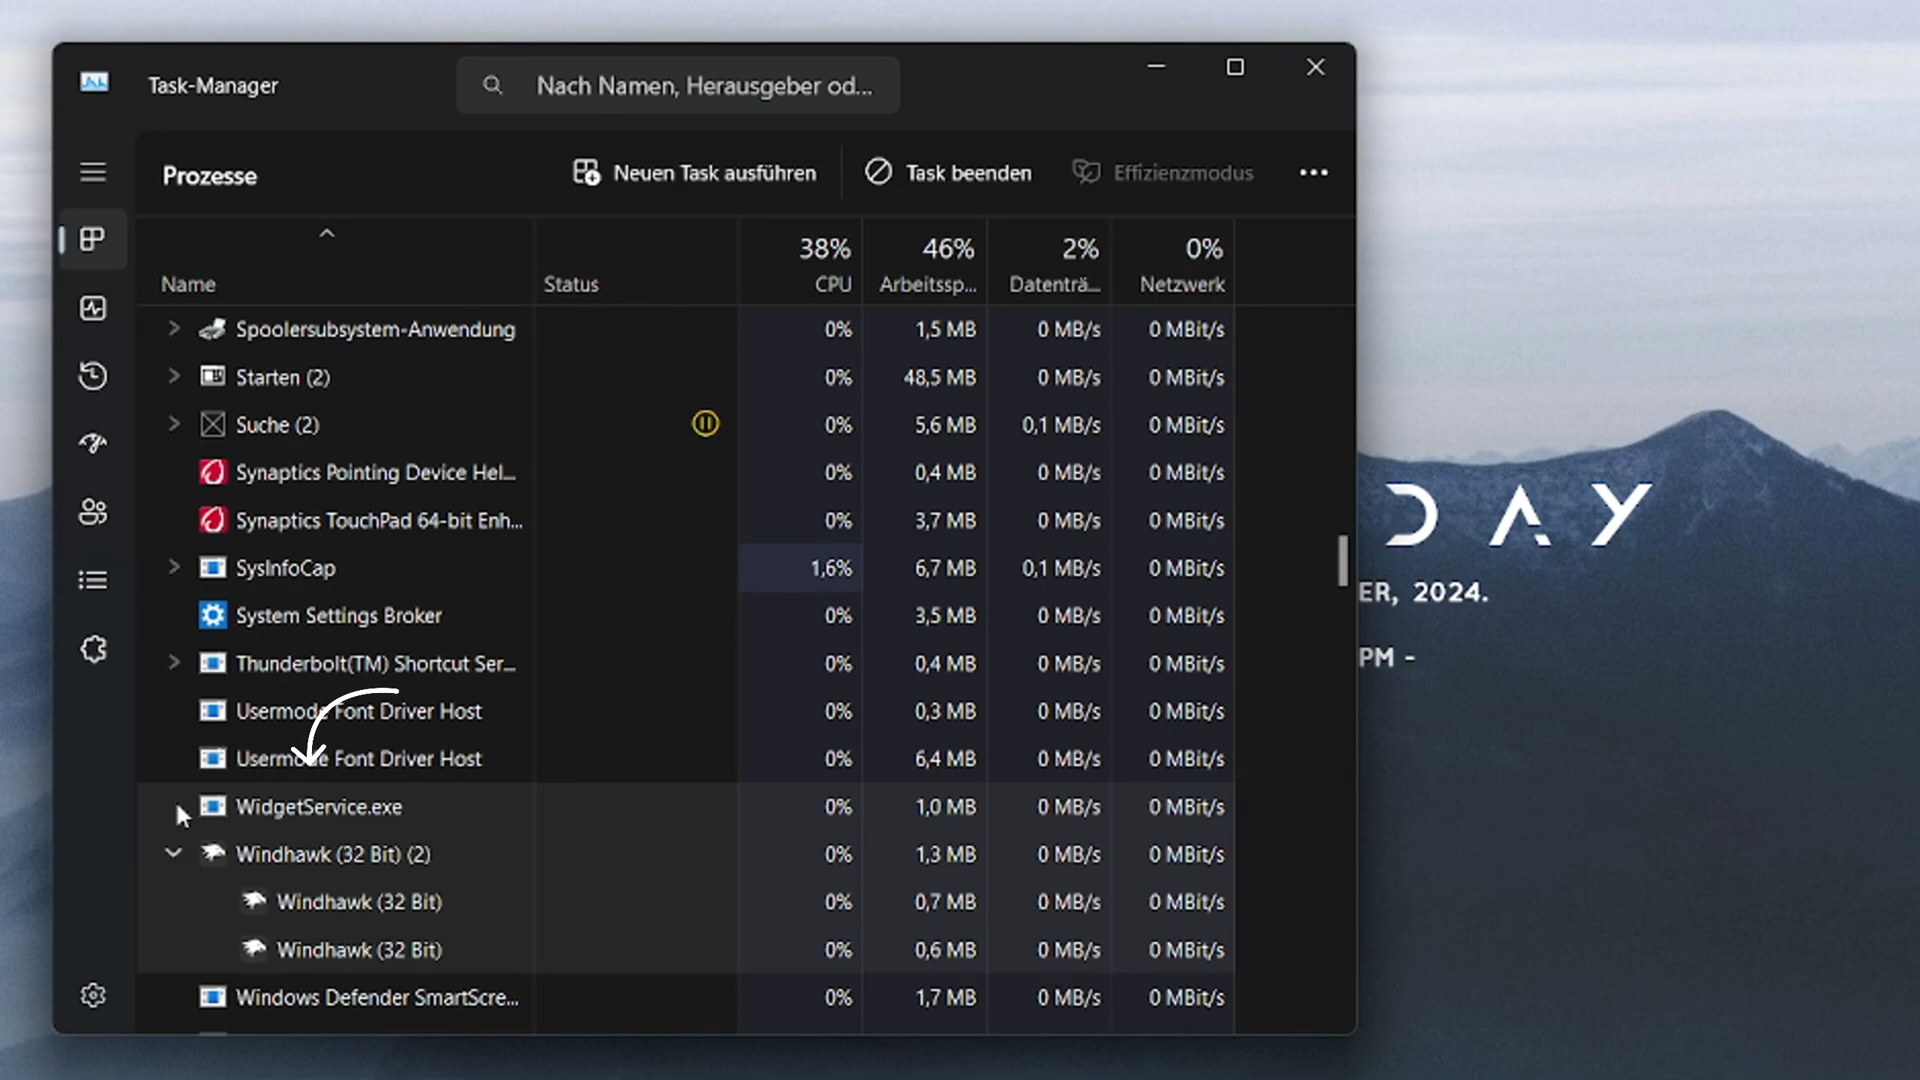 Task-Manager
Nach Namen, Herausgeber od...
Prozesse
Neuen Task ausführen
Task beenden
Effizienzmodus
38% 46% 2% 0%
Name Status CPU Arbeitssp... Datenträ... Netzwerk
Spoolersubsystem-Anwendung 0% 1,5 MB 0 MB/s 0 MBit/s
Starten (2) 0% 48,5 MB 0 MB/s 0 MBit/s
Suche (2) 0% 5,6 MB 0,1 MB/s 0 MBit/s
Synaptics Pointing Device Hel... 0% 0,4 MB 0 MB/s 0 MBit/s
Synaptics TouchPad 64-bit Enh... 0% 3,7 MB 0 MB/s 0 MBit/s
SysInfoCap 1,6% 6,7 MB 0,1 MB/s 0 MBit/s
System Settings Broker 0% 3,5 MB 0 MB/s 0 MBit/s
Thunderbolt(TM) Shortcut Ser... 0% 0,4 MB 0 MB/s 0 MBit/s
Usermode Font Driver Host 0% 0,3 MB 0 MB/s 0 MBit/s
Usermode Font Driver Host 0% 6,4 MB 0 MB/s 0 MBit/s
WidgetService.exe 0% 1,0 MB 0 MB/s 0 MBit/s
Windhawk (32 Bit) (2) 0% 1,3 MB 0 MB/s 0 MBit/s
Windhawk (32 Bit) 0% 0,7 MB 0 MB/s 0 MBit/s
Windhawk (32 Bit) 0% 0,6 MB 0 MB/s 0 MBit/s
Windows Defender SmartScre... 0% 1,7 MB 0 MB/s 0 MBit/s
DAY
ER, 2024.
PM -